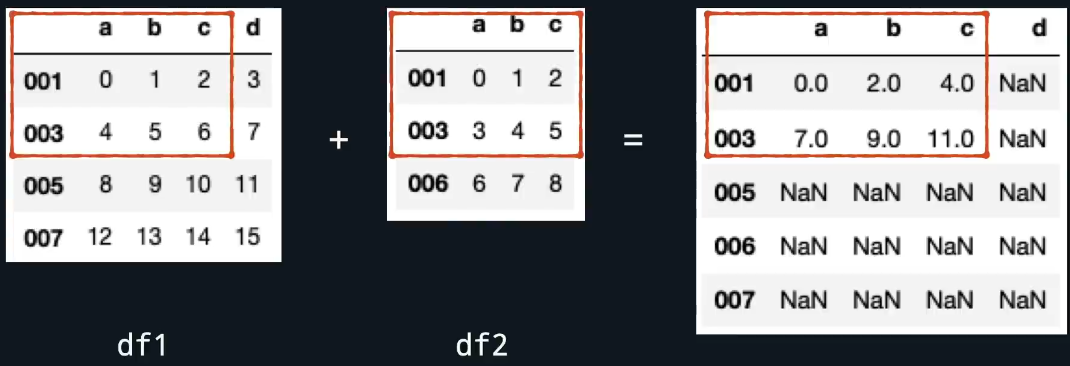 a b c d
001 0 1 2 3
003 4 5 6 7
005 8 9 10 11
007 12 13 14 15
df1
+
a b c
001 0 1 2
003 3 4 5
006 6 7 8
df2
=
a b c d
001 0.0 2.0 4.0 NaN
003 7.0 9.0 11.0 NaN
005 NaN NaN NaN NaN
006 NaN NaN NaN NaN
007 NaN NaN NaN NaN